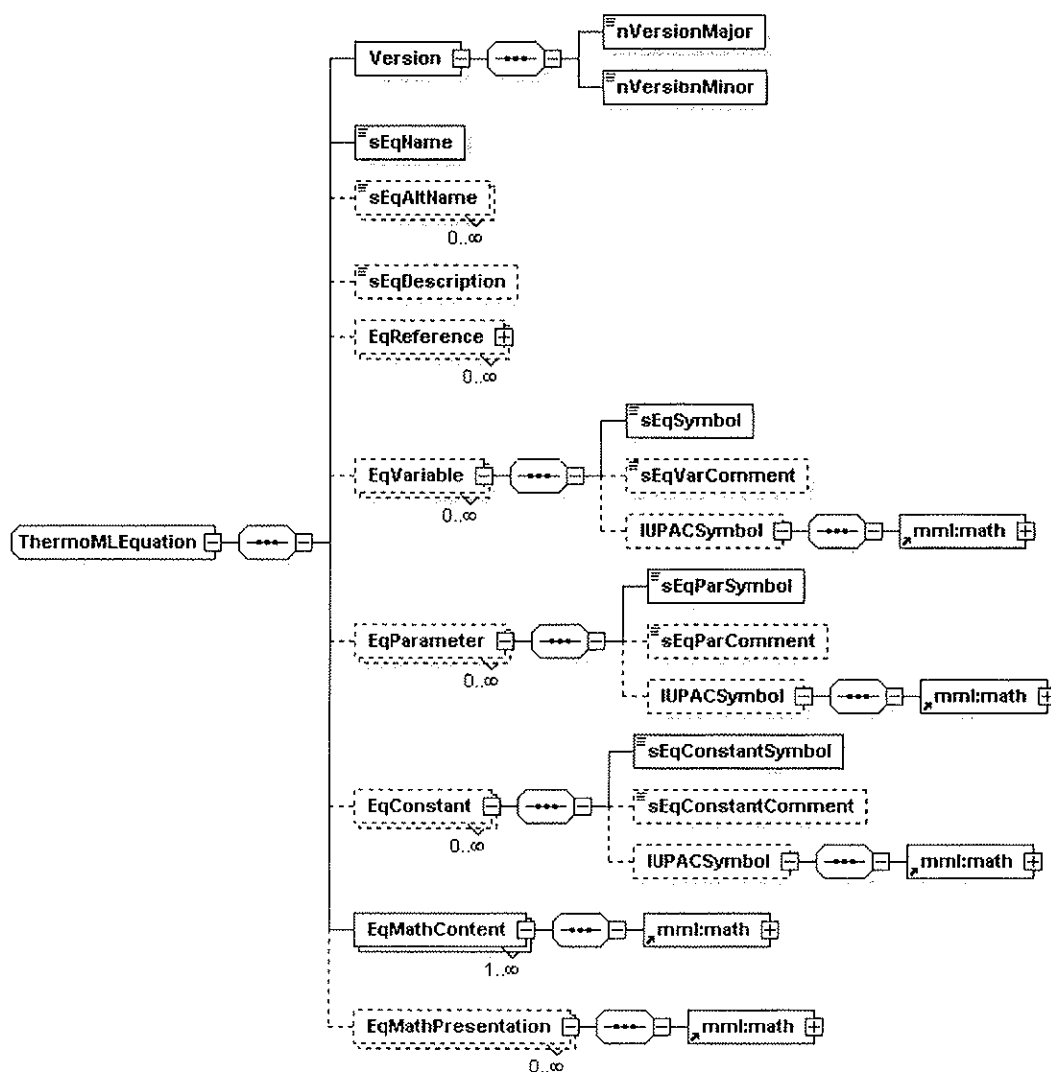 Version
nVersionMajor
nVersionMinor
sEqName
sEqAltName
0..∞
sEqDescription
EqReference
0..∞
EqVariable
0..∞
sEqSymbol
sEqVarComment
IUPACSymbol
mml:math
ThermoMLEquation
EqParameter
0..∞
sEqParSymbol
sEqParComment
IUPACSymbol
mml:math
EqConstant
0..∞
sEqConstantSymbol
sEqConstantComment
IUPACSymbol
mml:math
EqMathContent
1..∞
mml:math
EqMathPresentation
0..∞
mml:math